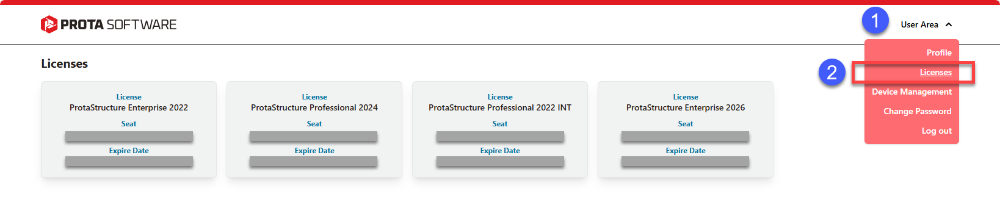 PROTA SOFTWARE
1
User Area
Profile
2
Licenses
Device Management
Change Password
Log out
Licenses
License
ProtaStructure Enterprise 2022
Seat
Expire Date
License
ProtaStructure Professional 2024
Seat
Expire Date
License
ProtaStructure Professional 2022 INT
Seat
Expire Date
License
ProtaStructure Enterprise 2026
Seat
Expire Date